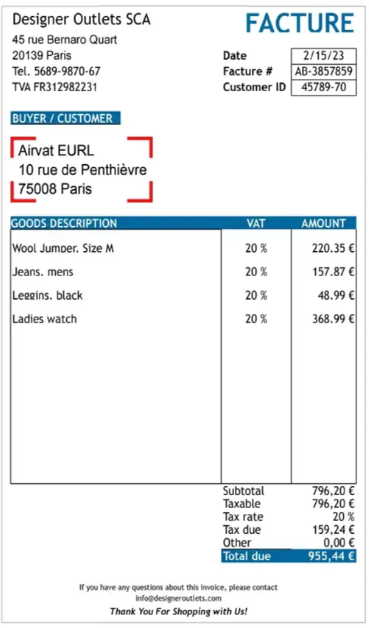 Designer Outlets SCA
FACTURE
45 rue Bernaro Quart
20139 Paris
Tel. 5689-9870-67
TVA FR312982231
Date 2/15/23
Facture # AB-3857859
Customer ID 45789-70
BUYER / CUSTOMER
Airvat EURL
10 rue de Penthièvre
75008 Paris
GOODS DESCRIPTION VAT AMOUNT
Wool Jumper. Size M 20 % 220.35 €
Jeans. mens 20 % 157.87 €
Leggins. black 20 % 48.99 €
Ladies watch 20 % 368.99 €
Subtotal 796,20 €
Taxable 796,20 €
Tax rate 20 %
Tax due 159,24 €
Other 0,00 €
Total due 955,44 €
If you have any questions about this invoice, please contact
info@designeroutlets.com
Thank You For Shopping with Us!